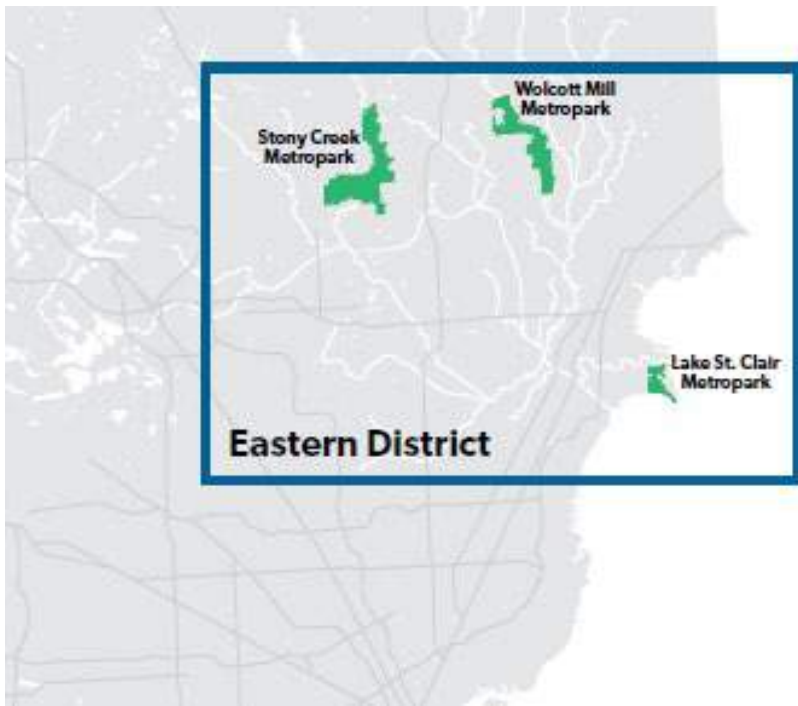 Wolcott Mill
Metropark
Stony Creek
Metropark
Lake St. Clair
Metropark
Eastern District